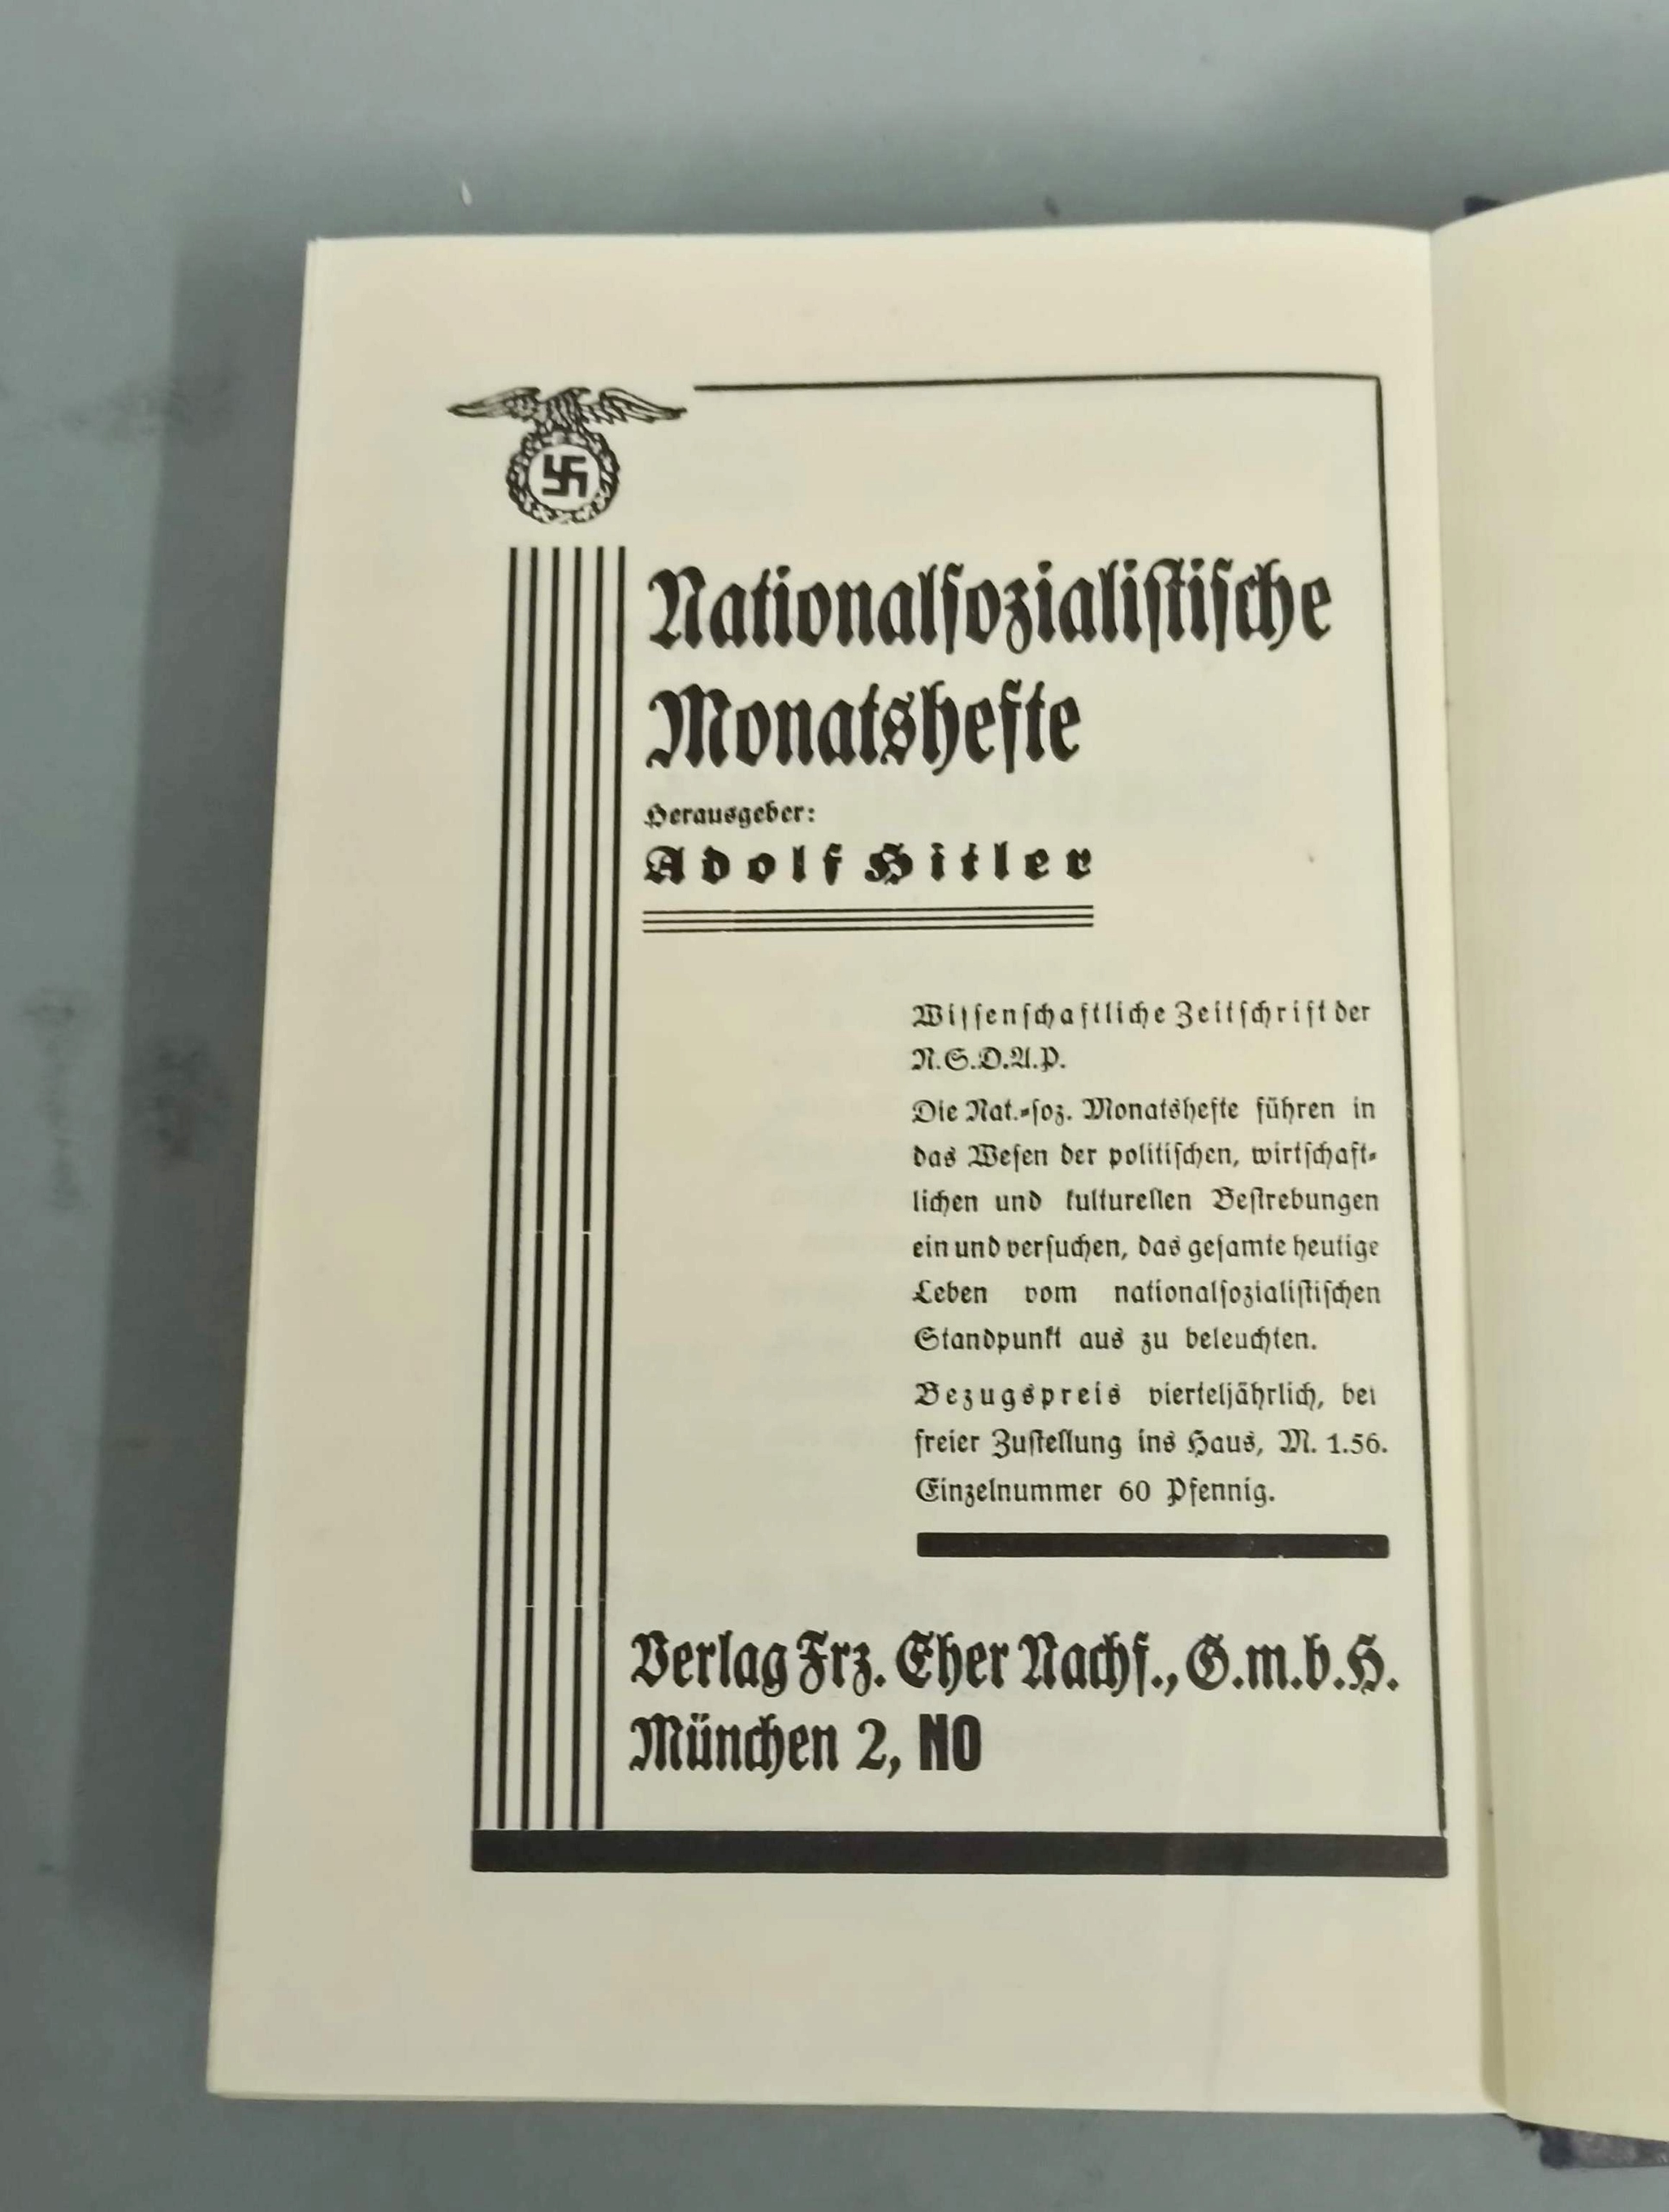 Nationalsozialistische
Monatshefte
Herausgeber:
Adolf Hitler
Wissenschaftliche Zeitschrift der
N.S.D.A.P.
Die Nat.-soz. Monatshefte führen in
das Wesen der politischen, wirtschaft-
lichen und kulturellen Bestrebungen
ein und versuchen, das gesamte heutige
Leben vom nationalsozialistischen
Standpunkt aus zu beleuchten.
Bezugspreis vierteljährlich, bei
freier Zustellung ins Haus, M. 1.56.
Einzelnummer 60 Pfennig.
Verlag Frz. Eher Nachf., G.m.b.H.
München 2, NO